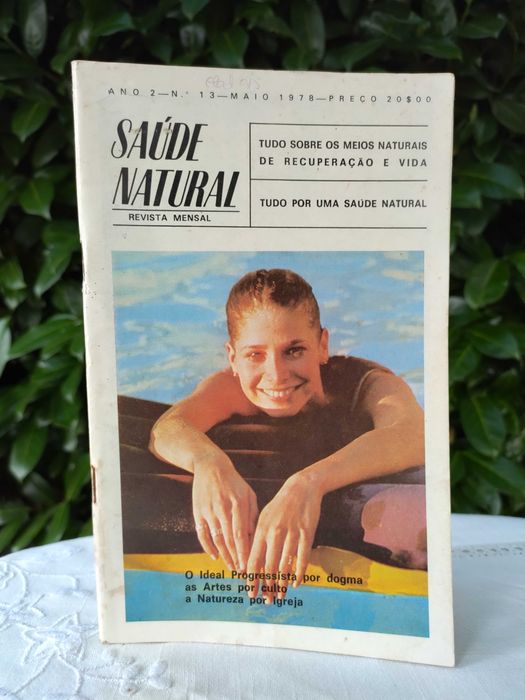 ANO 2—N.º 13—MAIO 1978—PREÇO 20$00
SAÚDE
NATURAL
REVISTA MENSAL
TUDO SOBRE OS MEIOS NATURAIS
DE RECUPERAÇÃO E VIDA
TUDO POR UMA SAÚDE NATURAL
O Ideal Progressista por dogma
as Artes por culto
a Natureza por Igreja